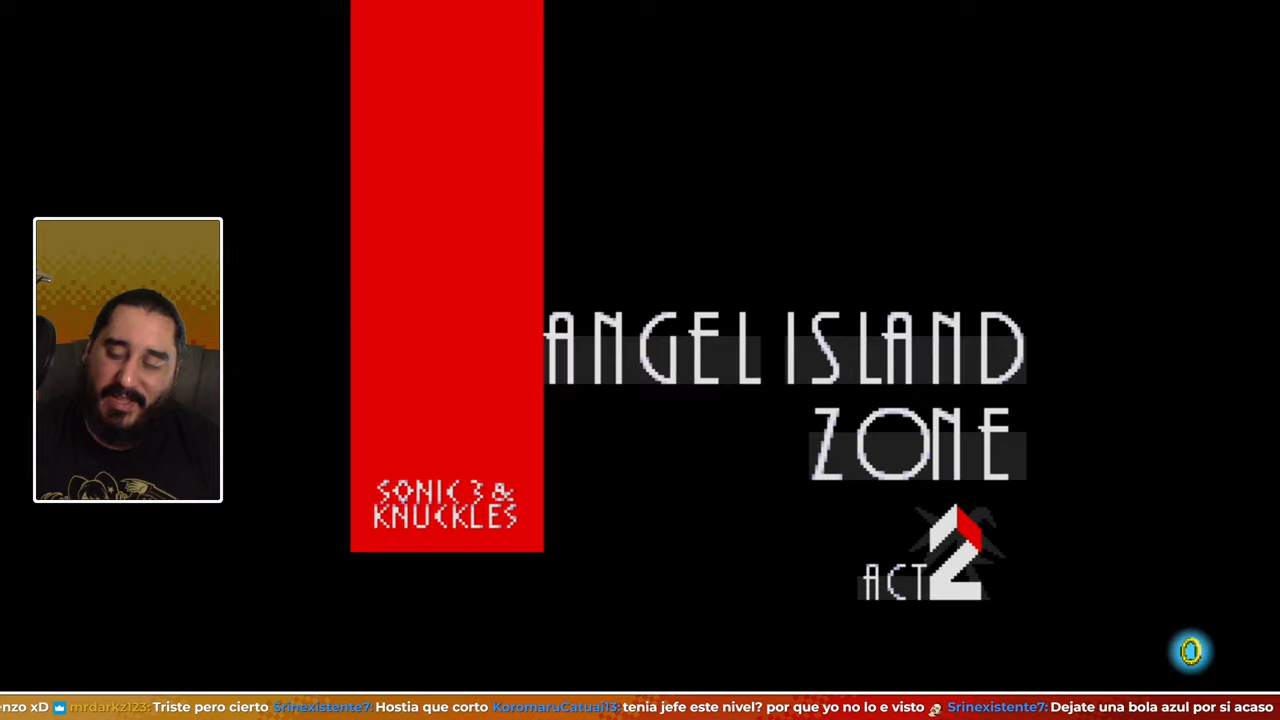 ANGEL ISLAND
ZONE
SONIC 3 &
KNUCKLES
ACT 2
enzo xD mrdarkz123: Triste pero cierto Srinexistente7: Hostia que corto KoromaruCatuai13: tenia jefe este nivel? por que yo no lo e visto Srinexistente7: Dejate una bola azul por si acaso